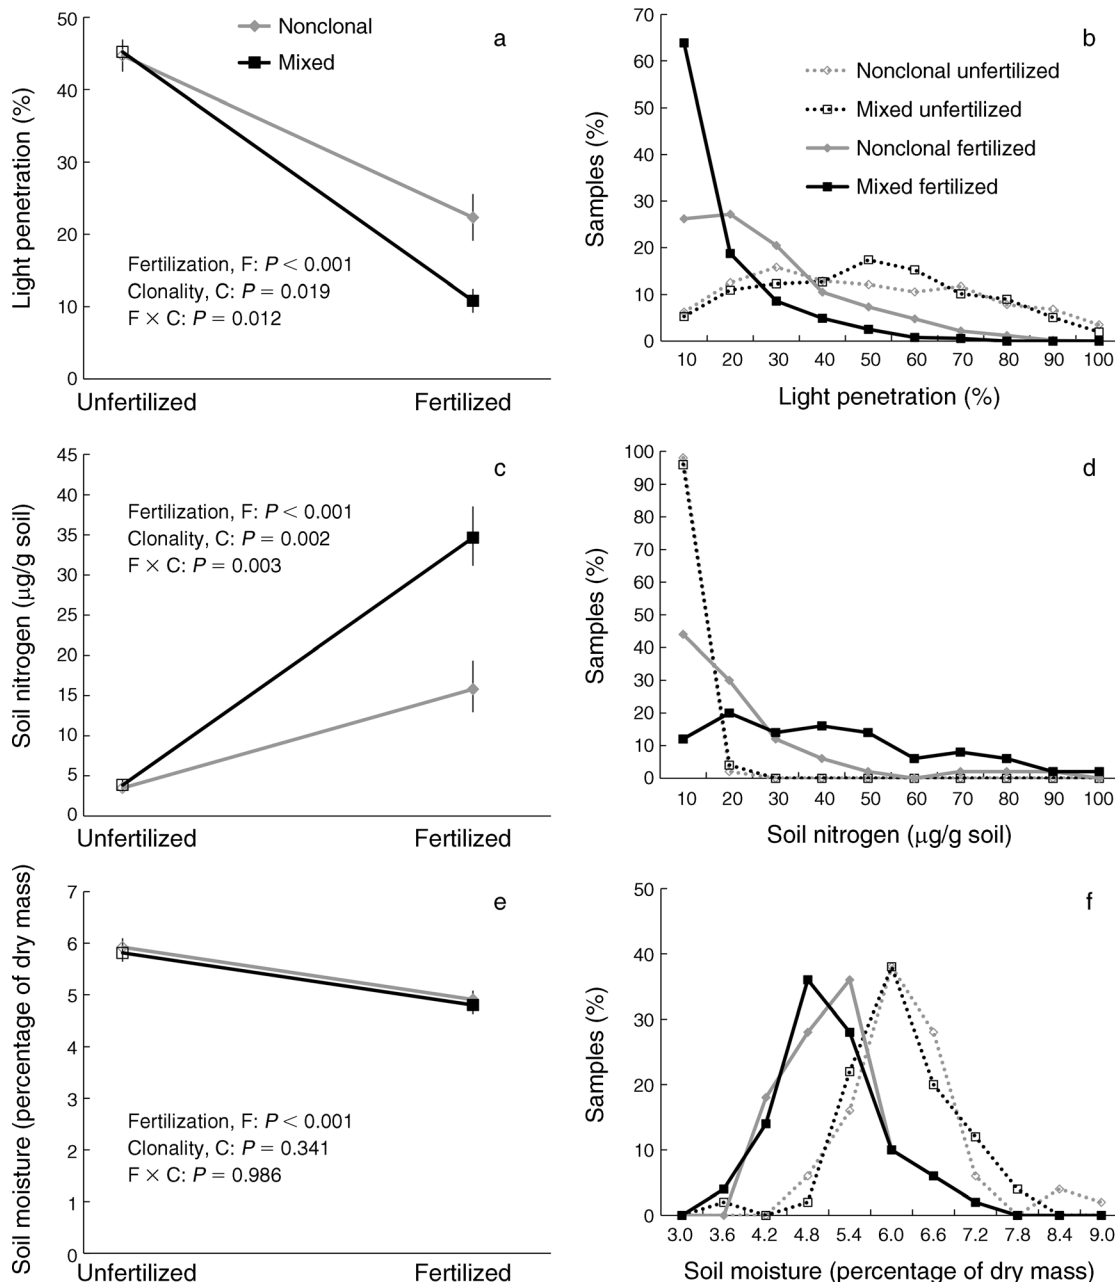 a
Nonclonal
Mixed
50
40
30
20
10
0
Light penetration (%)
Fertilization, F: P < 0.001
Clonality, C: P = 0.019
F × C: P = 0.012
Unfertilized Fertilized
b
Nonclonal unfertilized
Mixed unfertilized
Nonclonal fertilized
Mixed fertilized
70
60
50
40
30
20
10
0
Samples (%)
10 20 30 40 50 60 70 80 90 100
Light penetration (%)
c
45
40
35
30
25
20
15
10
5
0
Soil nitrogen (μg/g soil)
Fertilization, F: P < 0.001
Clonality, C: P = 0.002
F × C: P = 0.003
Unfertilized Fertilized
d
100
90
80
70
60
50
40
30
20
10
0
Samples (%)
10 20 30 40 50 60 70 80 90 100
Soil nitrogen (μg/g soil)
e
7
6
5
4
3
2
1
0
Soil moisture (percentage of dry mass)
Fertilization, F: P < 0.001
Clonality, C: P = 0.341
F × C: P = 0.986
Unfertilized Fertilized
f
50
40
30
20
10
0
Samples (%)
3.0 3.6 4.2 4.8 5.4 6.0 6.6 7.2 7.8 8.4 9.0
Soil moisture (percentage of dry mass)